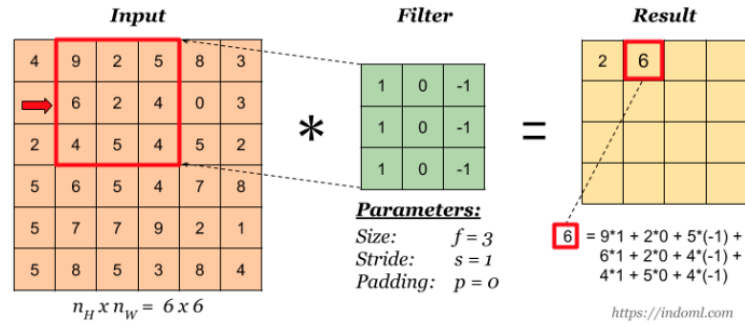 Input
Filter
Result
4 9 2 5 8 3
6 2 4 0 3
2 4 5 4 5 2
5 6 5 4 7 8
5 7 7 9 2 1
5 8 5 3 8 4
n_H x n_W = 6 x 6
*
1 0 -1
1 0 -1
1 0 -1
Parameters:
Size: f = 3
Stride: s = 1
Padding: p = 0
=
2 6
6 = 9*1 + 2*0 + 5*(-1) +
6*1 + 2*0 + 4*(-1) +
4*1 + 5*0 + 4*(-1)
https://indoml.com